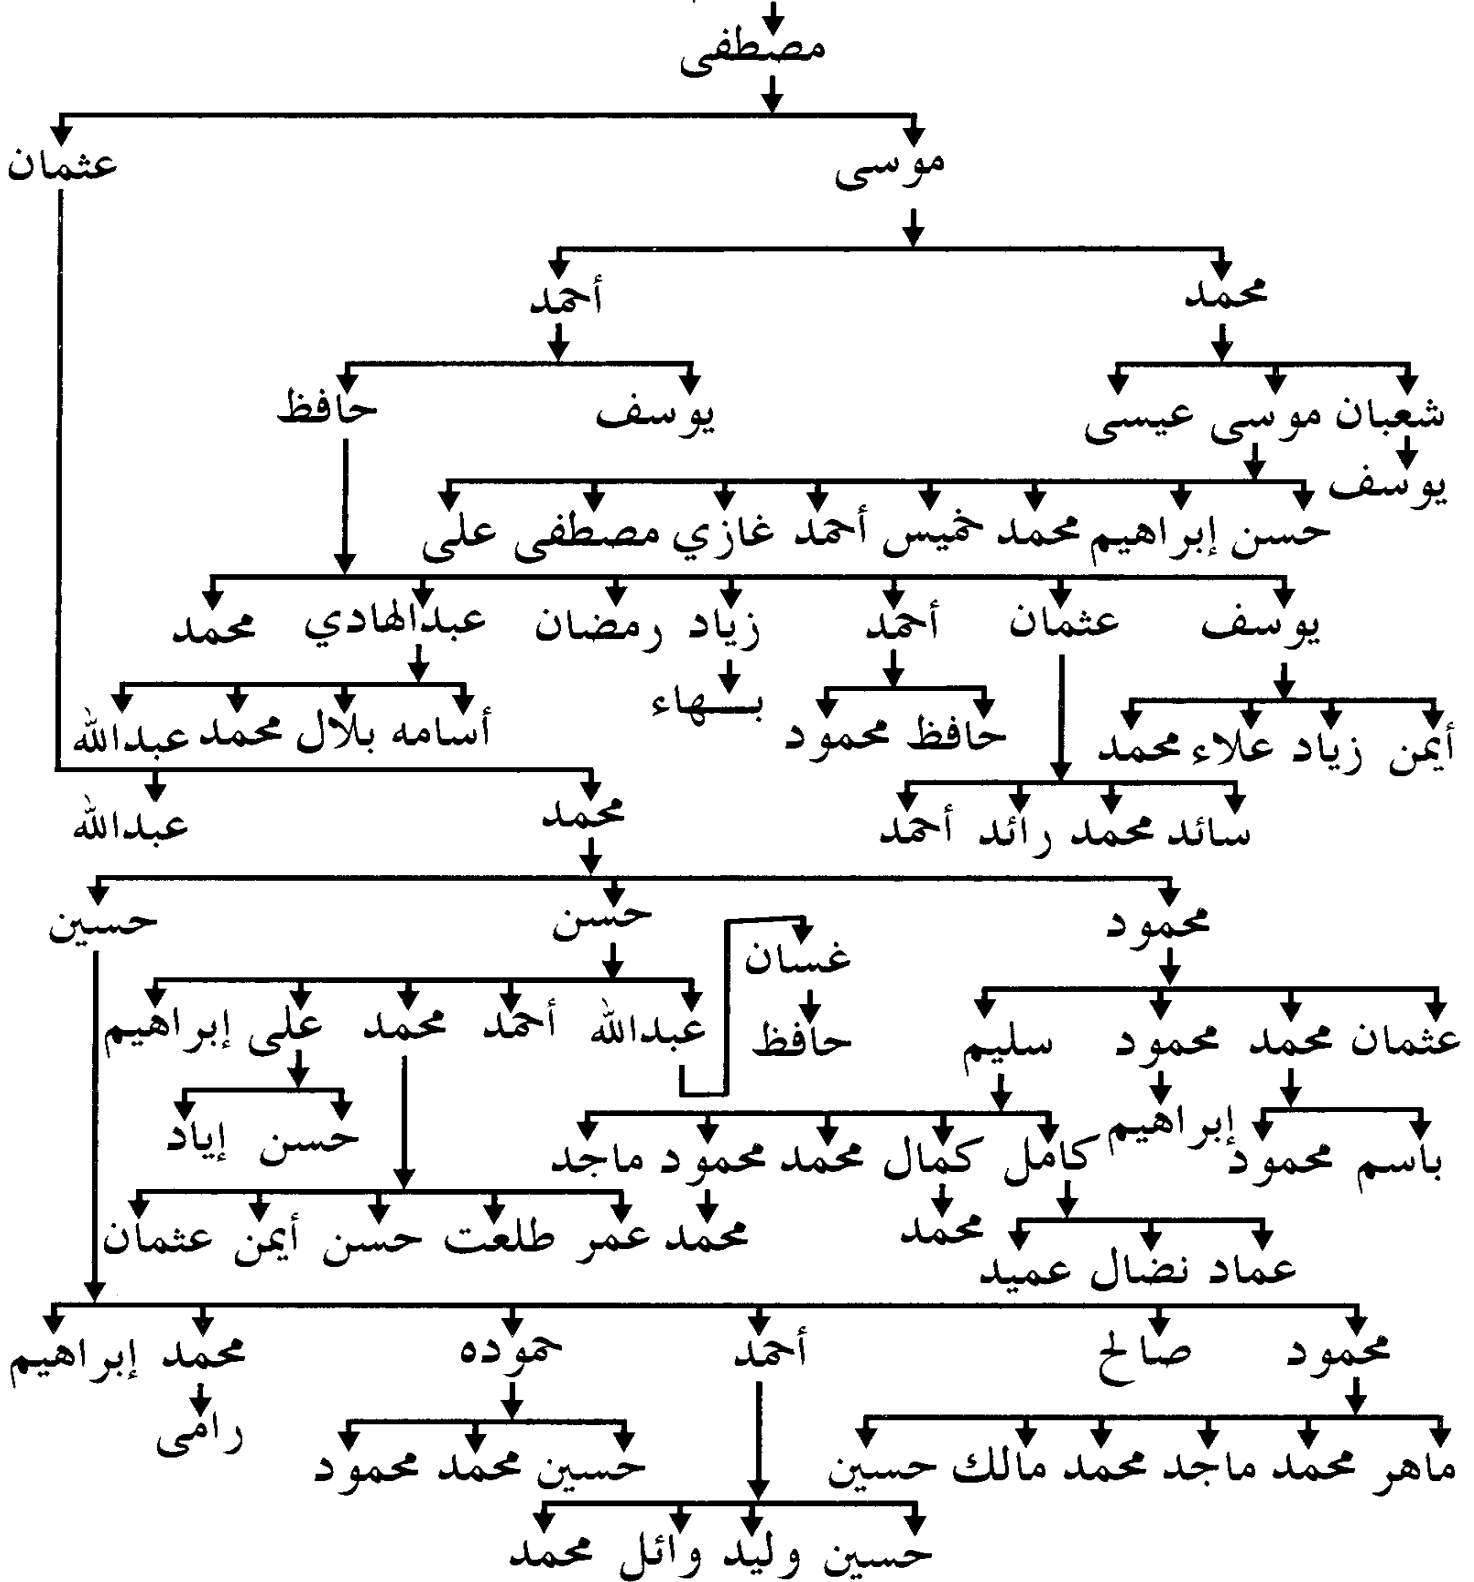 مصطفى
موسى عثمان
محمد أحمد
شعبان موسى عيسى يوسف حافظ
يوسف
حسن إبراهيم محمد خميس أحمد غازي مصطفى على
يوسف عثمان أحمد زياد رمضان عبدالهادي محمد
بهاء
أيمن زياد علاء محمد حافظ محمود أسامه بلال محمد عبدالله
سائد محمد رائد أحمد محمد عبدالله
محمود حسن حسين
غسان
عثمان محمد محمود سليم حافظ عبدالله أحمد محمد على إبراهيم
إبراهيم حسن إياد
باسم محمود كامل كمال محمد محمود ماجد
محمد محمد عمر طلعت حسن أيمن عثمان
عماد نضال عميد
محمود صالح أحمد حموده محمد إبراهيم
رامى
ماهر محمد ماجد محمد مالك حسين حسين محمد محمود
حسين وليد وائل محمد